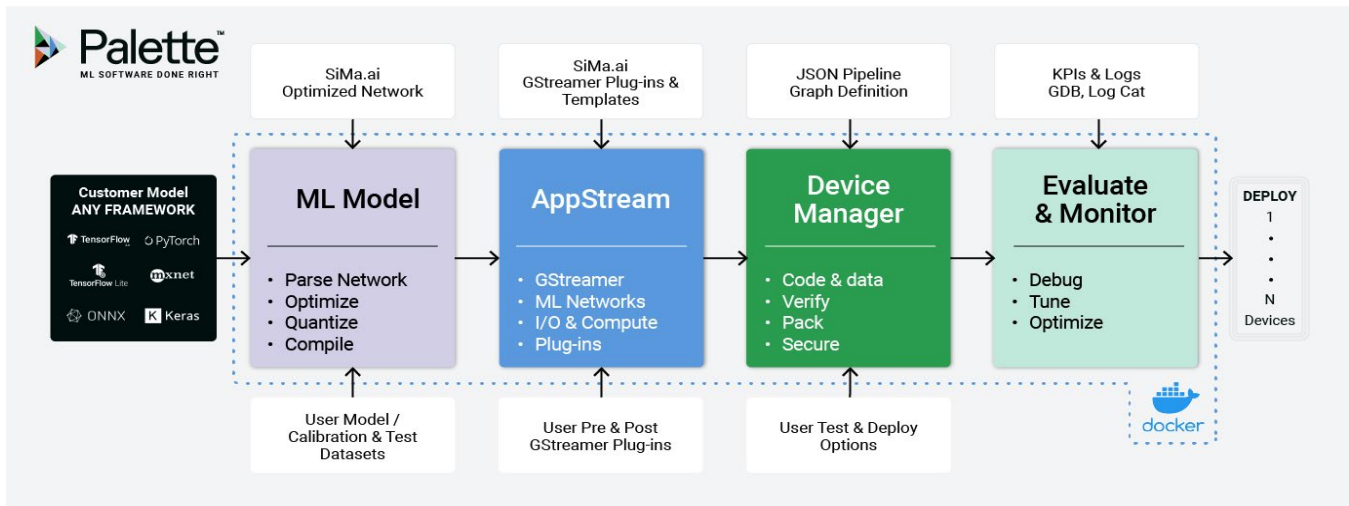 Palette™
ML SOFTWARE DONE RIGHT
SiMa.ai
Optimized Network
SiMa.ai
GStreamer Plug-ins &
Templates
JSON Pipeline
Graph Definition
KPIs & Logs
GDB, Log Cat
Customer Model
ANY FRAMEWORK
TensorFlow
PyTorch
TensorFlow Lite
mxnet
ONNX
K Keras
ML Model
• Parse Network
• Optimize
• Quantize
• Compile
AppStream
• GStreamer
• ML Networks
• I/O & Compute
• Plug-ins
Device
Manager
• Code & data
• Verify
• Pack
• Secure
Evaluate
& Monitor
• Debug
• Tune
• Optimize
DEPLOY
1
•
•
•
N
Devices
User Model /
Calibration & Test
Datasets
User Pre & Post
GStreamer Plug-ins
User Test & Deploy
Options
docker